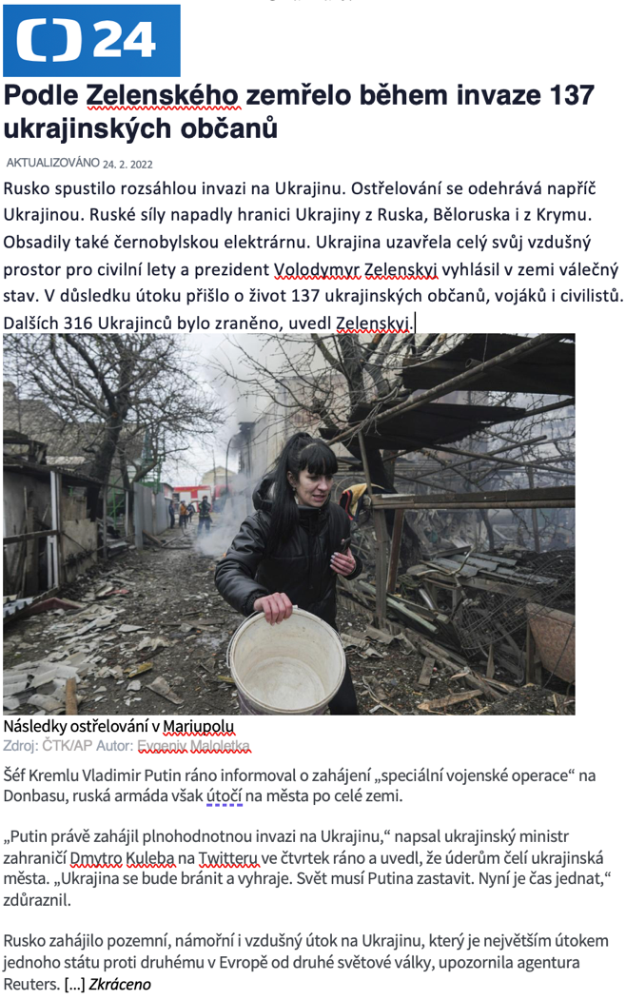 24
Podle Zelenského zemřelo během invaze 137
ukrajinských občanů
AKTUALIZOVÁNO 24. 2. 2022
Rusko spustilo rozsáhlou invazi na Ukrajinu. Ostřelování se odehrává napříč
Ukrajinou. Ruské síly napadly hranici Ukrajiny z Ruska, Běloruska i z Krymu.
Obsadily také černobylskou elektrárnu. Ukrajina uzavřela celý svůj vzdušný
prostor pro civilní lety a prezident Volodymyr Zelenskyj vyhlásil v zemi válečný
stav. V důsledku útoku přišlo o život 137 ukrajinských občanů, vojáků i civilistů.
Dalších 316 Ukrajinců bylo zraněno, uvedl Zelenskyj.
Následky ostřelování v Mariupolu
Zdroj: ČTK/AP Autor: Evgeniy Maloletka
Šéf Kremlu Vladimir Putin ráno informoval o zahájení „speciální vojenské operace“ na
Donbasu, ruská armáda však útočí na města po celé zemi.
„Putin právě zahájil plnohodnotnou invazi na Ukrajinu,“ napsal ukrajinský ministr
zahraničí Dmytro Kuleba na Twitteru ve čtvrtek ráno a uvedl, že úderům čelí ukrajinská
města. „Ukrajina se bude bránit a vyhraje. Svět musí Putina zastavit. Nyní je čas jednat,“
zdůraznil.
Rusko zahájilo pozemní, námořní i vzdušný útok na Ukrajinu, který je největším útokem
jednoho státu proti druhému v Evropě od druhé světové války, upozornila agentura
Reuters. [...] Zkráceno